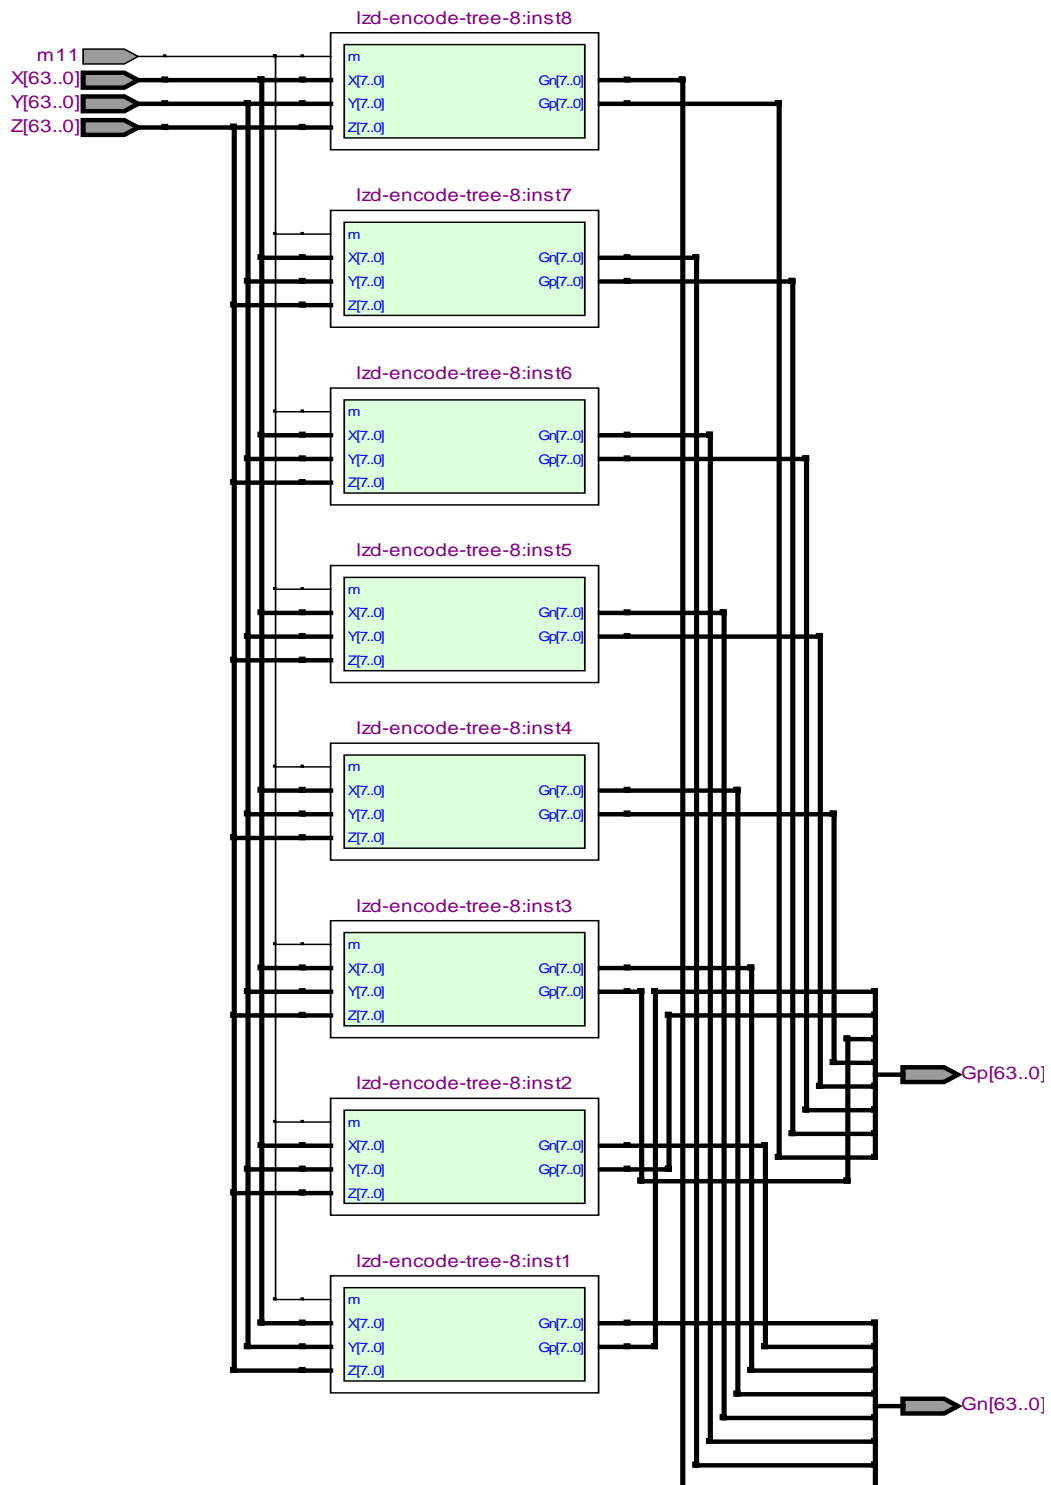 lzd-encode-tree-8:inst8
m11
m
X[63..0]
X[7..0]
Gn[7..0]
Y[63..0]
Y[7..0]
Gp[7..0]
Z[63..0]
Z[7..0]
lzd-encode-tree-8:inst7
m
X[7..0]
Gn[7..0]
Y[7..0]
Gp[7..0]
Z[7..0]
lzd-encode-tree-8:inst6
m
X[7..0]
Gn[7..0]
Y[7..0]
Gp[7..0]
Z[7..0]
lzd-encode-tree-8:inst5
m
X[7..0]
Gn[7..0]
Y[7..0]
Gp[7..0]
Z[7..0]
lzd-encode-tree-8:inst4
m
X[7..0]
Gn[7..0]
Y[7..0]
Gp[7..0]
Z[7..0]
lzd-encode-tree-8:inst3
m
X[7..0]
Gn[7..0]
Y[7..0]
Gp[7..0]
Z[7..0]
Gp[63..0]
lzd-encode-tree-8:inst2
m
X[7..0]
Gn[7..0]
Y[7..0]
Gp[7..0]
Z[7..0]
lzd-encode-tree-8:inst1
m
X[7..0]
Gn[7..0]
Y[7..0]
Gp[7..0]
Z[7..0]
Gn[63..0]